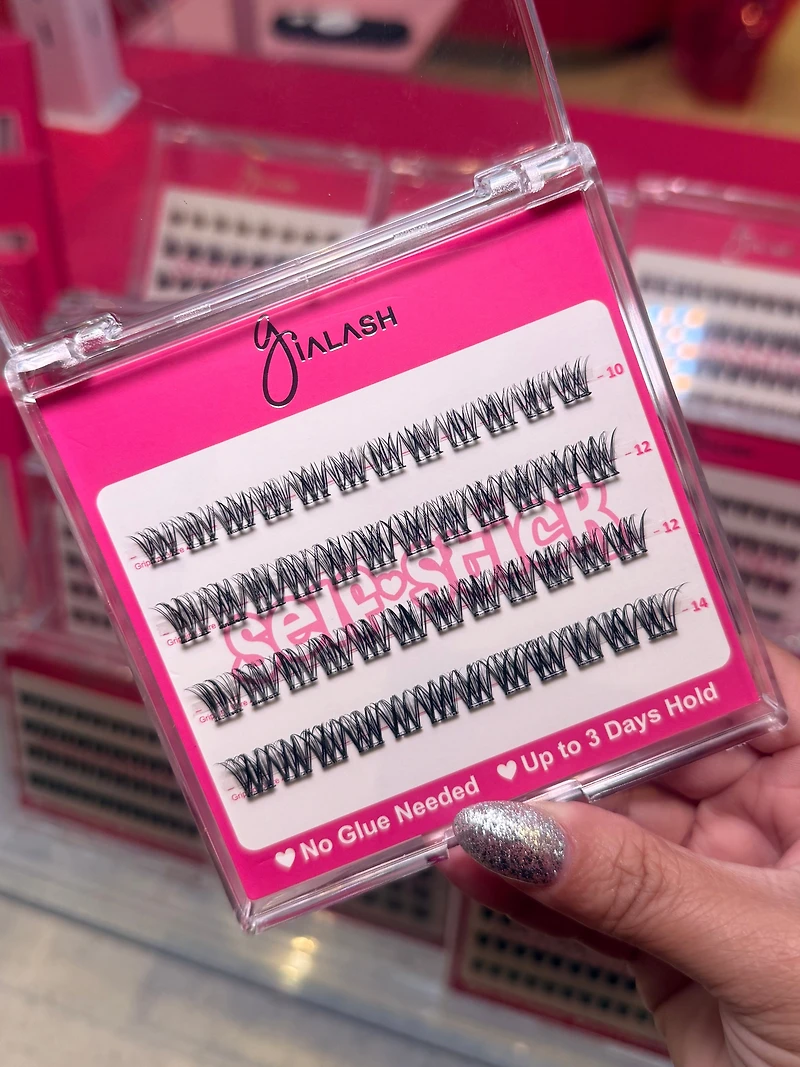 giALASH
- 10
- 12
SELF♥STICK
- 12
- 14
♥ No Glue Needed ♥ Up to 3 Days Hold